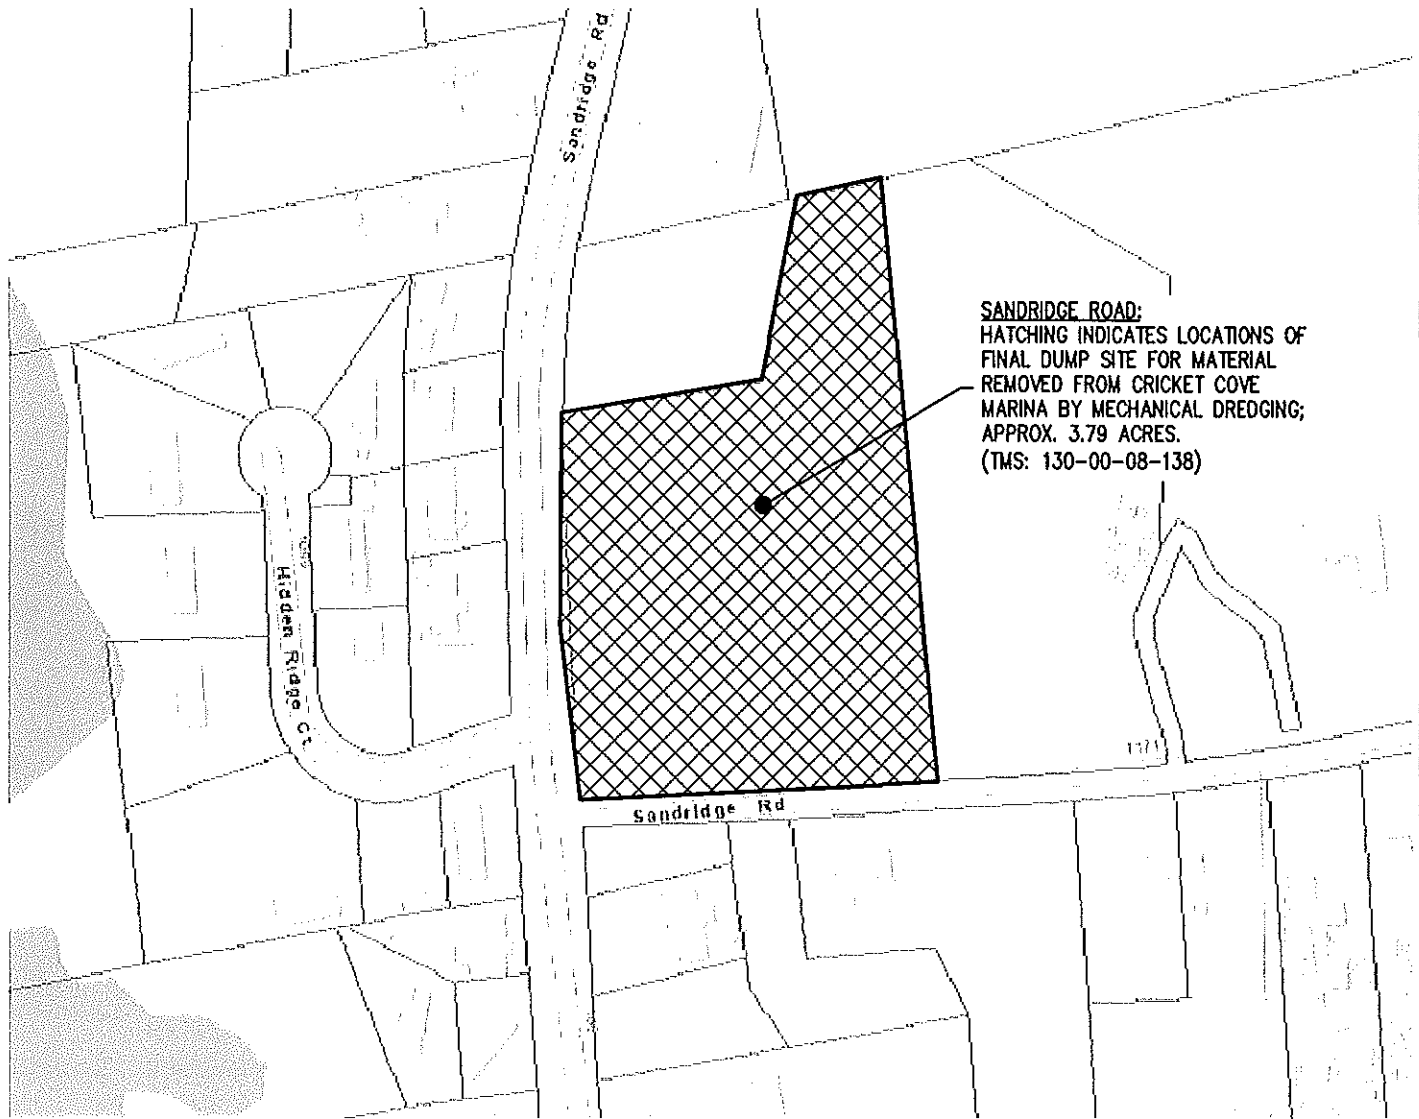 Sandridge Rd
SANDRIDGE ROAD:
HATCHING INDICATES LOCATIONS OF
FINAL DUMP SITE FOR MATERIAL
REMOVED FROM CRICKET COVE
MARINA BY MECHANICAL DREDGING;
APPROX. 3.79 ACRES.
(TMS: 130-00-08-138)
Hidden Ridge Ct
1171
Sandridge Rd